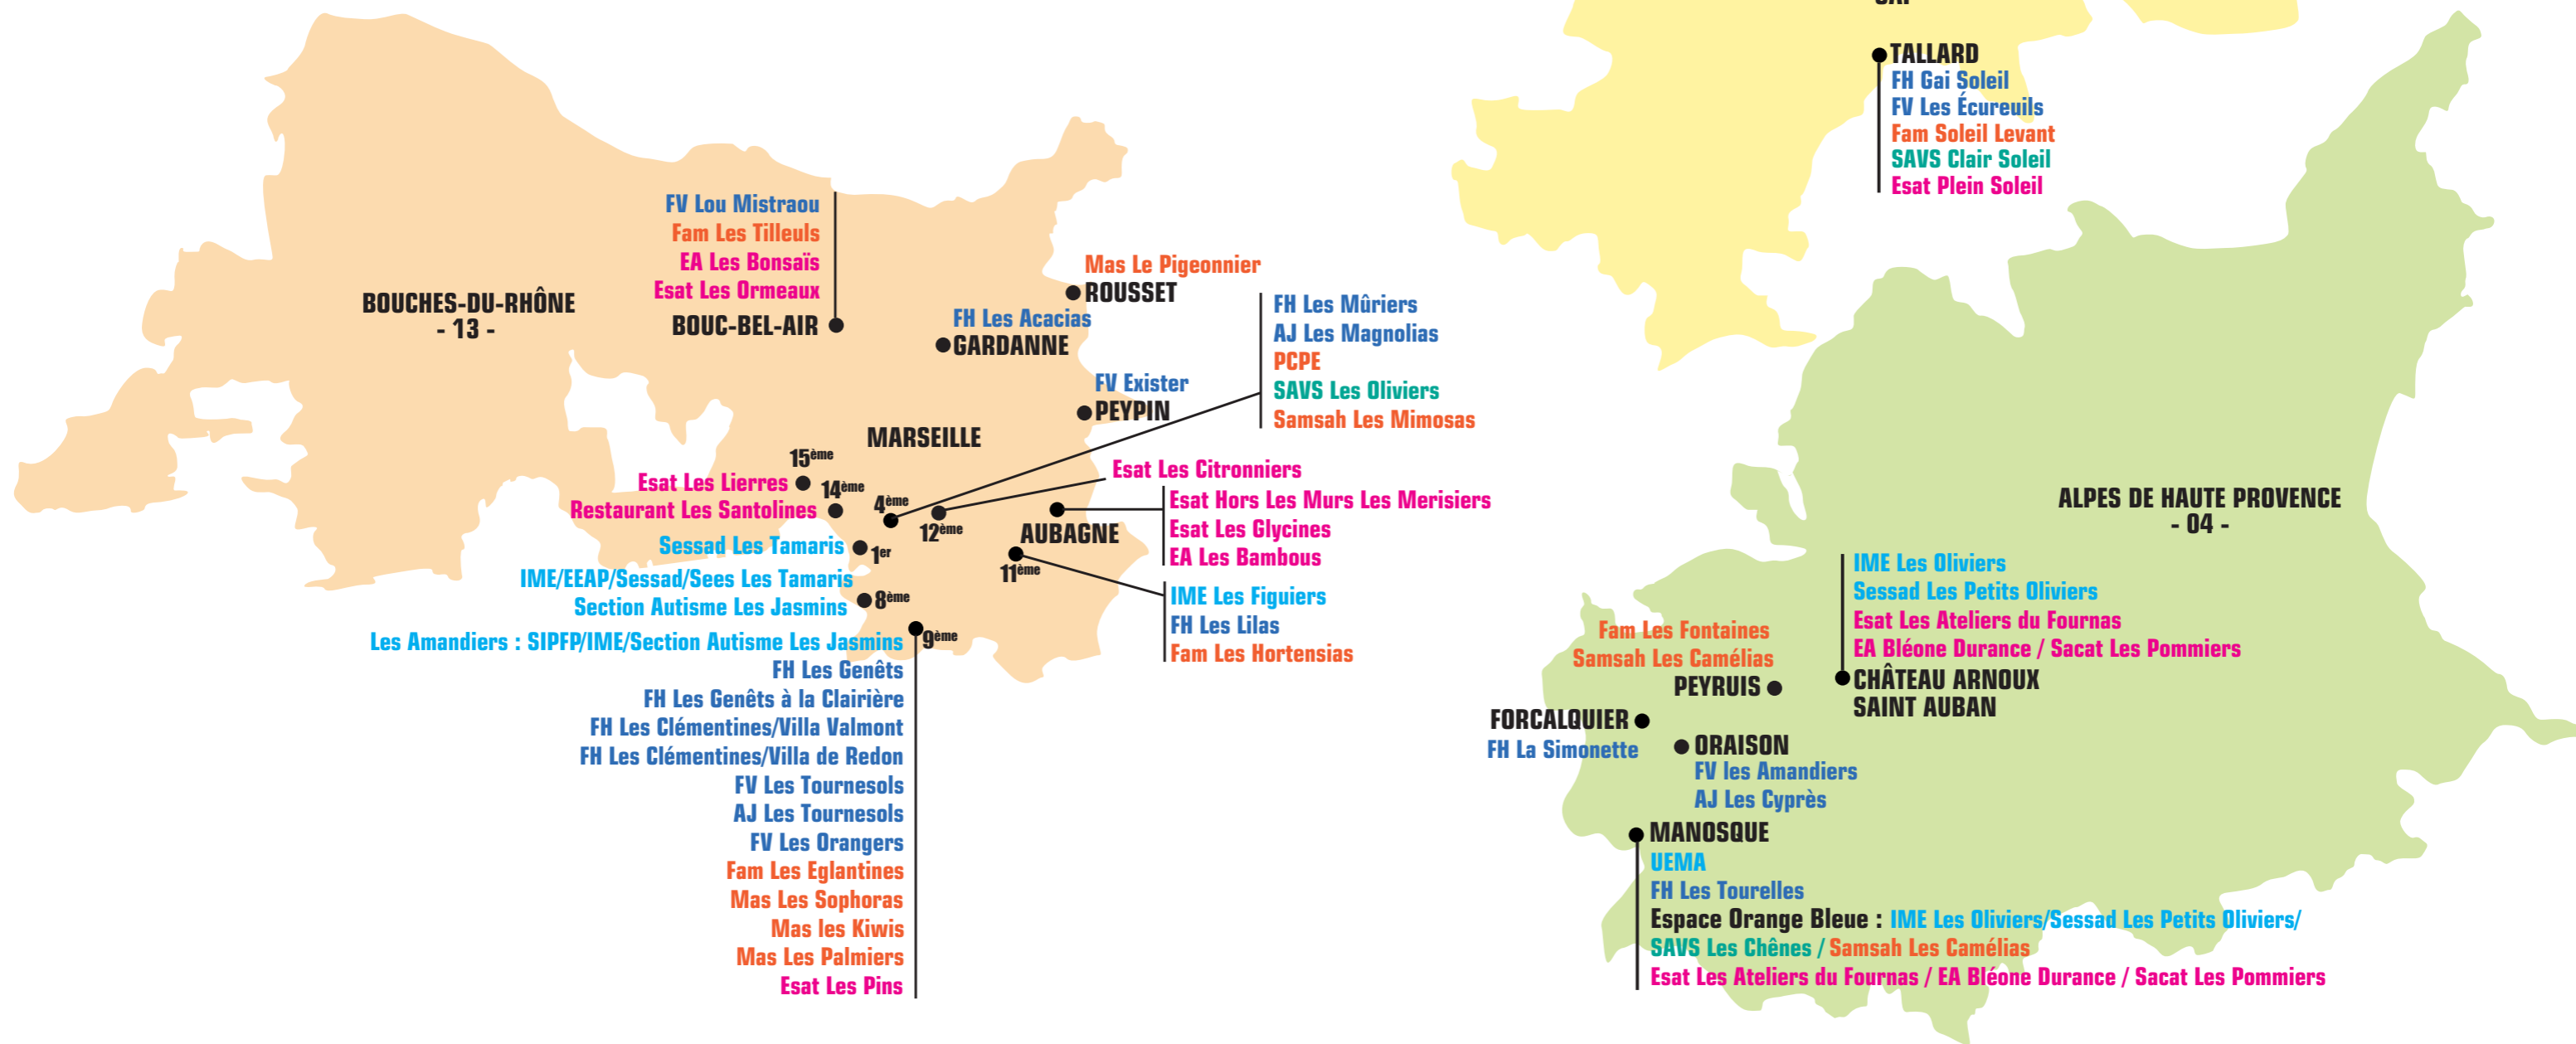 TALLARD
FH Gai Soleil
FV Les Écureuils
Fam Soleil Levant
SAVS Clair Soleil
Esat Plein Soleil
BOUCHES-DU-RHÔNE
- 13 -
FV Lou Mistraou
Fam Les Tilleuls
EA Les Bonsaïs
Esat Les Ormeaux
BOUC-BEL-AIR
Mas Le Pigeonnier
ROUSSET
FH Les Acacias
GARDANNE
FV Exister
PEYPIN
FH Les Mûriers
AJ Les Magnolias
PCPE
SAVS Les Oliviers
Samsah Les Mimosas
MARSEILLE
15ème
Esat Les Lierres
14ème
Restaurant Les Santolines
4ème
12ème
Esat Les Citronniers
AUBAGNE
Esat Hors Les Murs Les Merisiers
Esat Les Glycines
EA Les Bambous
Sessad Les Tamaris
1er
11ème
IME Les Figuiers
FH Les Lilas
Fam Les Hortensias
IME/EEAP/Sessad/Sees Les Tamaris
Section Autisme Les Jasmins
8ème
9ème
Les Amandiers : SIPFP/IME/Section Autisme Les Jasmins
FH Les Genêts
FH Les Genêts à la Clairière
FH Les Clémentines/Villa Valmont
FH Les Clémentines/Villa de Redon
FV Les Tournesols
AJ Les Tournesols
FV Les Orangers
Fam Les Eglantines
Mas Les Sophoras
Mas les Kiwis
Mas Les Palmiers
Esat Les Pins
ALPES DE HAUTE PROVENCE
- 04 -
IME Les Oliviers
Sessad Les Petits Oliviers
Esat Les Ateliers du Fournas
EA Bléone Durance / Sacat Les Pommiers
CHÂTEAU ARNOUX
SAINT AUBAN
Fam Les Fontaines
Samsah Les Camélias
PEYRUIS
FORCALQUIER
FH La Simonette
ORAISON
FV les Amandiers
AJ Les Cyprès
MANOSQUE
UEMA
FH Les Tourelles
Espace Orange Bleue : IME Les Oliviers/Sessad Les Petits Oliviers/
SAVS Les Chênes / Samsah Les Camélias
Esat Les Ateliers du Fournas / EA Bléone Durance / Sacat Les Pommiers